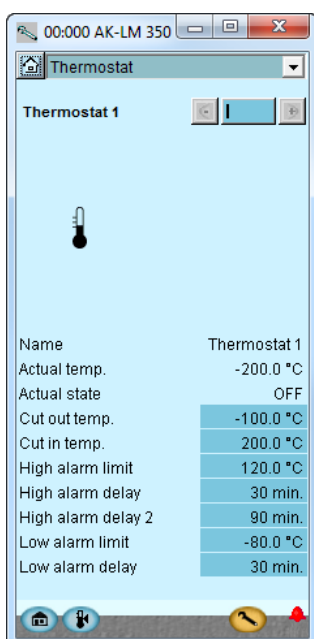 00:000 AK-LM 350
Thermostat
Thermostat 1
Name Thermostat 1
Actual temp. -200.0 °C
Actual state OFF
Cut out temp. -100.0 °C
Cut in temp. 200.0 °C
High alarm limit 120.0 °C
High alarm delay 30 min.
High alarm delay 2 90 min.
Low alarm limit -80.0 °C
Low alarm delay 30 min.